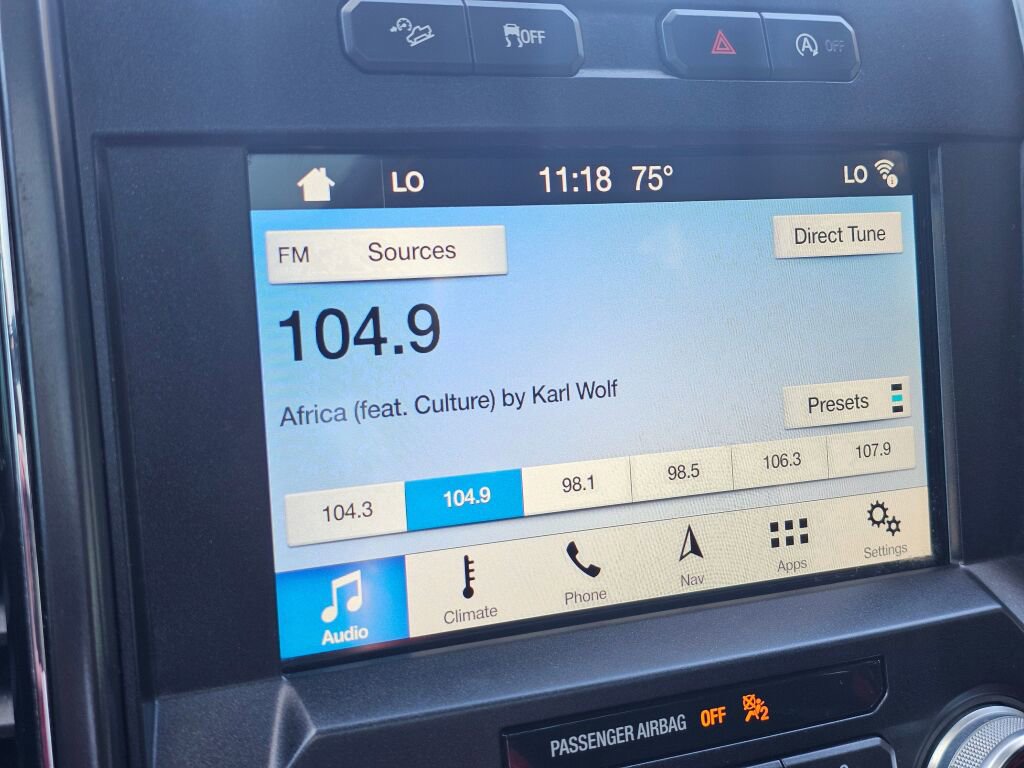 OFF
A OFF
LO 11:18 75° LO
FM Sources
Direct Tune
104.9
Africa (feat. Culture) by Karl Wolf
Presets
104.3 104.9 98.1 98.5 106.3 107.9
Audio Climate Phone Nav Apps Settings
PASSENGER AIRBAG OFF 2